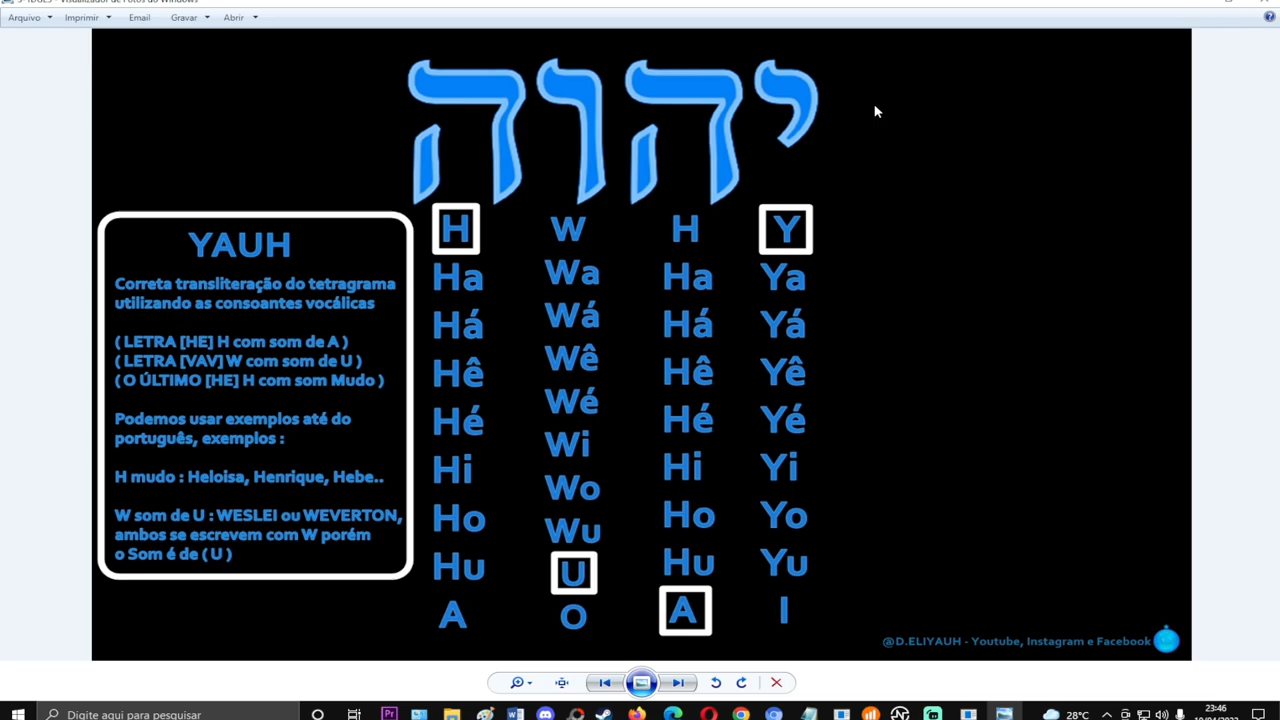 Arquivo Imprimir Email Gravar Abrir
יהוה
H W H Y
Ha Wa Ha Ya
Há Wá Há Yá
Hê Wê Hê Yê
Hé Wé Hé Yé
Hi Wi Hi Yi
Ho Wo Ho Yo
Hu Wu Hu Yu
A U A I
O
YAUH
Correta transliteração do tetragrama
utilizando as consoantes vocálicas
( LETRA [HE] H com som de A )
( LETRA [VAV] W com som de U )
( O ÚLTIMO [HE] H com som Mudo )
Podemos usar exemplos até do
português, exemplos :
H mudo : Heloisa, Henrique, Hebe..
W som de U : WESLEI ou WEVERTON,
ambos se escrevem com W porém
o Som é de ( U )
@D.ELIYAUH - Youtube, Instagram e Facebook
Digite aqui para pesquisar
28°C
23:46